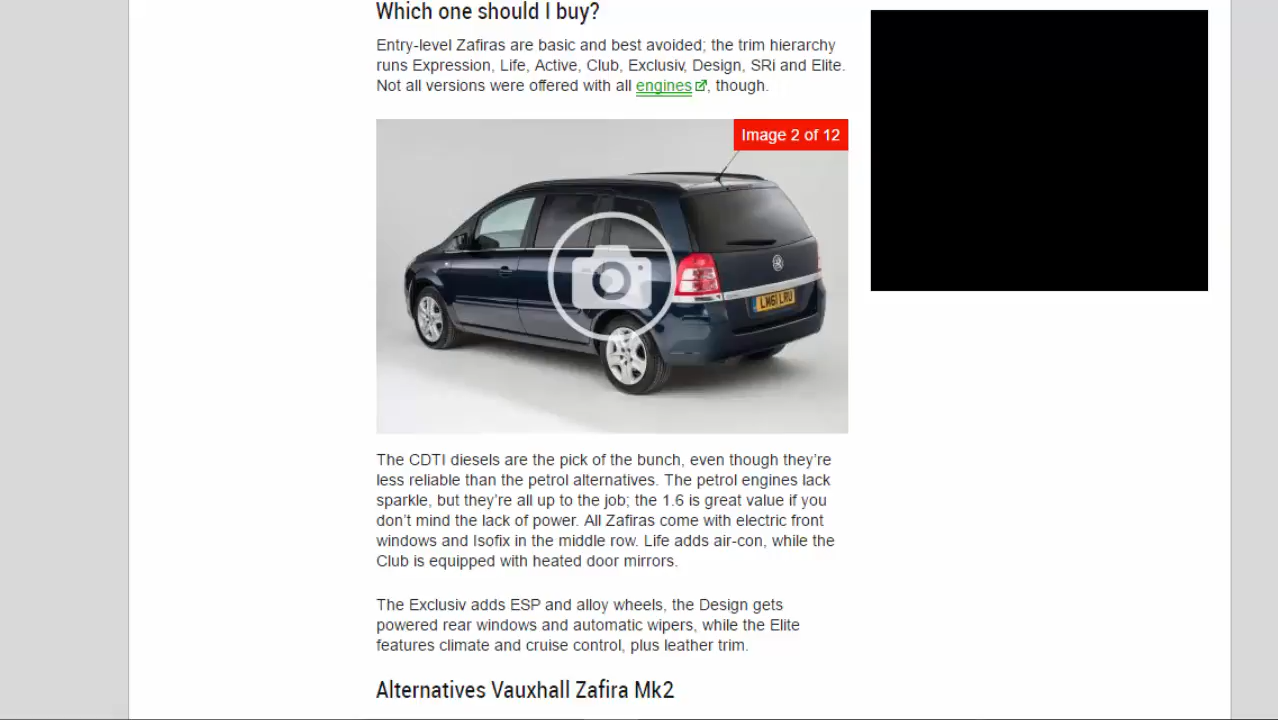 Which one should I buy?
Entry-level Zafiras are basic and best avoided; the trim hierarchy
runs Expression, Life, Active, Club, Exclusiv, Design, SRi and Elite.
Not all versions were offered with all engines, though.
Image 2 of 12
LM61 LRU
The CDTI diesels are the pick of the bunch, even though they’re
less reliable than the petrol alternatives. The petrol engines lack
sparkle, but they’re all up to the job; the 1.6 is great value if you
don’t mind the lack of power. All Zafiras come with electric front
windows and Isofix in the middle row. Life adds air-con, while the
Club is equipped with heated door mirrors.
The Exclusiv adds ESP and alloy wheels, the Design gets
powered rear windows and automatic wipers, while the Elite
features climate and cruise control, plus leather trim.
Alternatives Vauxhall Zafira Mk2